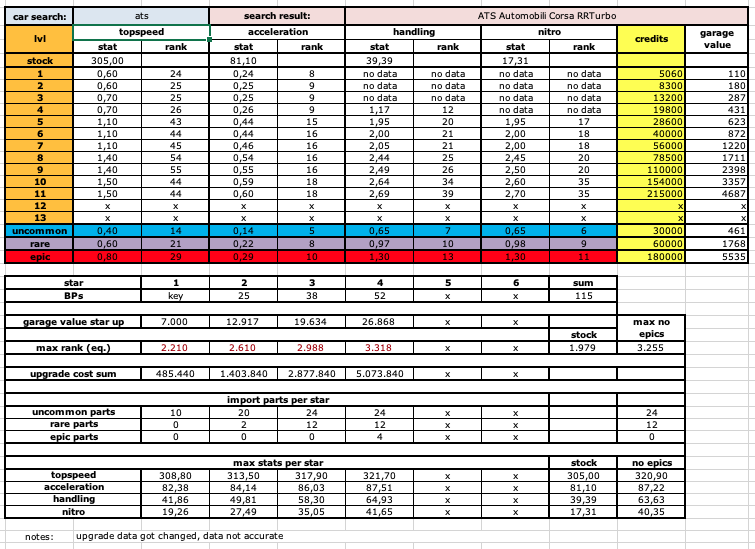 car search: ats search result: ATS Automobili Corsa RRTurbo
lvl topspeed acceleration handling nitro credits garage value
stat rank stat rank stat rank stat rank
stock 305,00 81,10 39,39 17,31
1 0,60 24 0,24 8 no data no data no data no data 5060 110
2 0,60 25 0,25 9 no data no data no data no data 8300 180
3 0,70 25 0,25 9 no data no data no data no data 13200 287
4 0,70 26 0,26 9 1,17 12 no data no data 19800 431
5 1,10 43 0,44 15 1,95 20 1,95 17 28600 623
6 1,10 44 0,44 16 2,00 21 2,00 18 40000 872
7 1,10 45 0,46 16 2,05 21 2,00 18 56000 1220
8 1,40 54 0,54 16 2,44 25 2,45 20 78500 1711
9 1,40 55 0,55 16 2,49 26 2,50 20 110000 2398
10 1,50 44 0,59 18 2,64 34 2,60 35 154000 3357
11 1,50 44 0,60 18 2,69 39 2,70 35 215000 4687
12 x x x x x x x x x x
13 x x x x x x x x x x
uncommon 0,40 14 0,14 5 0,65 7 0,65 6 30000 461
rare 0,60 21 0,22 8 0,97 10 0,98 9 60000 1768
epic 0,80 29 0,29 10 1,30 13 1,30 11 180000 5535
star 1 2 3 4 5 6 sum
BPs key 25 38 52 x x 115
garage value star up 7.000 12.917 19.634 26.868 x x max no epics
stock
max rank (eq.) 2.210 2.610 2.988 3.318 x x 1.979 3.255
upgrade cost sum 485.440 1.403.840 2.877.840 5.073.840 x x
import parts per star
uncommon parts 10 20 24 24 x x 24
rare parts 0 2 12 12 x x 12
epic parts 0 0 0 4 x x 0
max stats per star stock no epics
topspeed 308,80 313,50 317,90 321,70 x x 305,00 320,90
acceleration 82,38 84,14 86,03 87,51 x x 81,10 87,22
handling 41,86 49,81 58,30 64,93 x x 39,39 63,63
nitro 19,26 27,49 35,05 41,65 x x 17,31 40,35
notes: upgrade data got changed, data not accurate